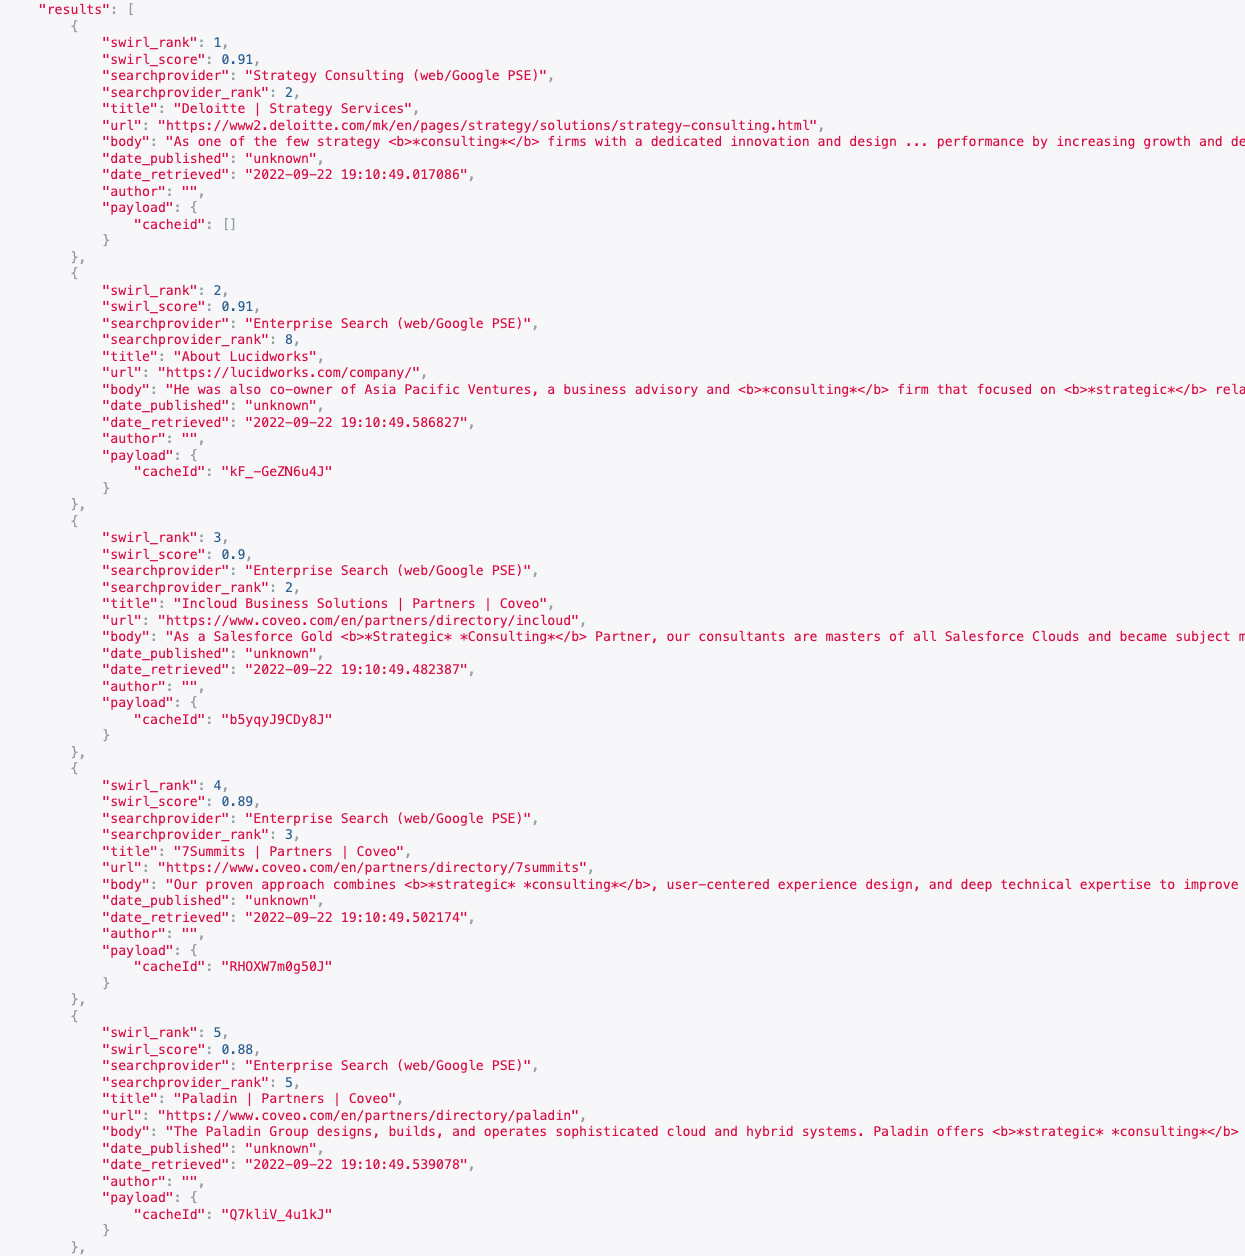 "results": [
{
"swirl_rank": 1,
"swirl_score": 0.91,
"searchprovider": "Strategy Consulting (web/Google PSE)",
"searchprovider_rank": 2,
"title": "Deloitte | Strategy Services",
"url": "https://www2.deloitte.com/mk/en/pages/strategy/solutions/strategy-consulting.html",
"body": "As one of the few strategy <b>*consulting*</b> firms with a dedicated innovation and design ... performance by increasing growth and de
"date_published": "unknown",
"date_retrieved": "2022-09-22 19:10:49.017086",
"author": "",
"payload": {
"cacheid": []
}
},
{
"swirl_rank": 2,
"swirl_score": 0.91,
"searchprovider": "Enterprise Search (web/Google PSE)",
"searchprovider_rank": 8,
"title": "About Lucidworks",
"url": "https://lucidworks.com/company/",
"body": "He was also co-owner of Asia Pacific Ventures, a business advisory and <b>*consulting*</b> firm that focused on <b>*strategic*</b> rela
"date_published": "unknown",
"date_retrieved": "2022-09-22 19:10:49.586827",
"author": "",
"payload": {
"cacheId": "kF_-GeZN6u4J"
}
},
{
"swirl_rank": 3,
"swirl_score": 0.9,
"searchprovider": "Enterprise Search (web/Google PSE)",
"searchprovider_rank": 2,
"title": "Incloud Business Solutions | Partners | Coveo",
"url": "https://www.coveo.com/en/partners/directory/incloud",
"body": "As a Salesforce Gold <b>*Strategic* *Consulting*</b> Partner, our consultants are masters of all Salesforce Clouds and became subject m
"date_published": "unknown",
"date_retrieved": "2022-09-22 19:10:49.482387",
"author": "",
"payload": {
"cacheId": "b5yqyJ9CDy8J"
}
},
{
"swirl_rank": 4,
"swirl_score": 0.89,
"searchprovider": "Enterprise Search (web/Google PSE)",
"searchprovider_rank": 3,
"title": "7Summits | Partners | Coveo",
"url": "https://www.coveo.com/en/partners/directory/7summits",
"body": "Our proven approach combines <b>*strategic* *consulting*</b>, user-centered experience design, and deep technical expertise to improve
"date_published": "unknown",
"date_retrieved": "2022-09-22 19:10:49.502174",
"author": "",
"payload": {
"cacheId": "RHOXW7m0g50J"
}
},
{
"swirl_rank": 5,
"swirl_score": 0.88,
"searchprovider": "Enterprise Search (web/Google PSE)",
"searchprovider_rank": 5,
"title": "Paladin | Partners | Coveo",
"url": "https://www.coveo.com/en/partners/directory/paladin",
"body": "The Paladin Group designs, builds, and operates sophisticated cloud and hybrid systems. Paladin offers <b>*strategic* *consulting*</b>
"date_published": "unknown",
"date_retrieved": "2022-09-22 19:10:49.539078",
"author": "",
"payload": {
"cacheId": "Q7kliV_4u1kJ"
}
},